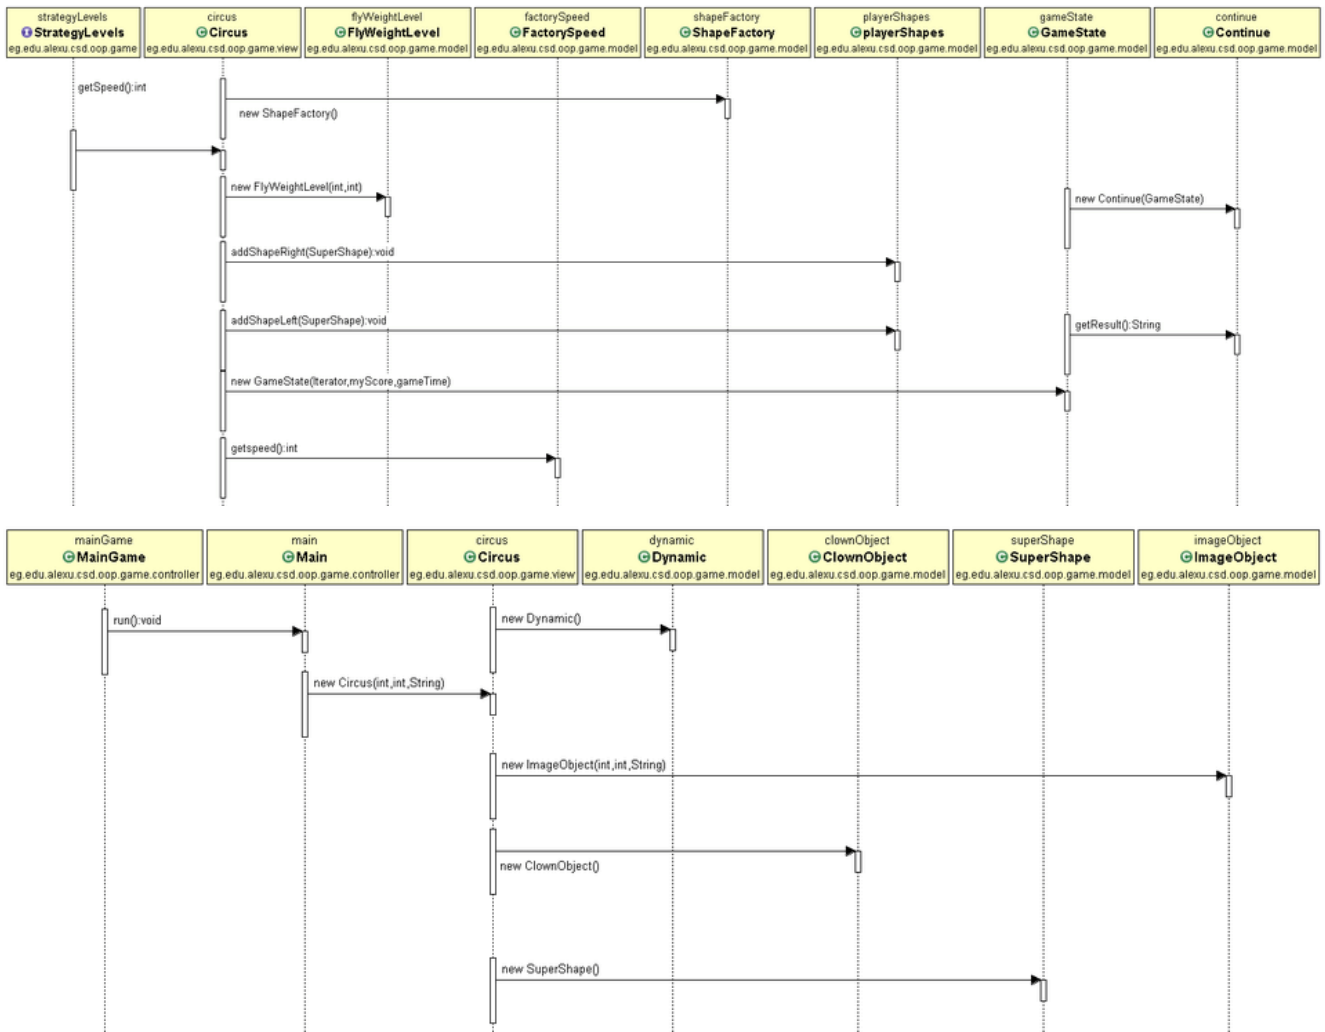 strategyLevels
StrategyLevels
eg.edu.alexu.csd.oop.game
circus
Circus
eg.edu.alexu.csd.oop.game.view
flyWeightLevel
FlyWeightLevel
eg.edu.alexu.csd.oop.game.model
factorySpeed
FactorySpeed
eg.edu.alexu.csd.oop.game.model
shapeFactory
ShapeFactory
eg.edu.alexu.csd.oop.game.model
playerShapes
playerShapes
eg.edu.alexu.csd.oop.game.model
gameState
GameState
eg.edu.alexu.csd.oop.game.model
continue
Continue
eg.edu.alexu.csd.oop.game.model
getSpeed():int
new ShapeFactory()
new FlyWeightLevel(int,int)
new Continue(GameState)
addShapeRight(SuperShape):void
addShapeLeft(SuperShape):void
getResult():String
new GameState(Iterator,myScore,gameTime)
getspeed():int
mainGame
MainGame
eg.edu.alexu.csd.oop.game.controller
main
Main
eg.edu.alexu.csd.oop.game.controller
circus
Circus
eg.edu.alexu.csd.oop.game.view
dynamic
Dynamic
eg.edu.alexu.csd.oop.game.model
clownObject
ClownObject
eg.edu.alexu.csd.oop.game.model
superShape
SuperShape
eg.edu.alexu.csd.oop.game.model
imageObject
ImageObject
eg.edu.alexu.csd.oop.game.model
run():void
new Dynamic()
new Circus(int,int,String)
new ImageObject(int,int,String)
new ClownObject()
new SuperShape()